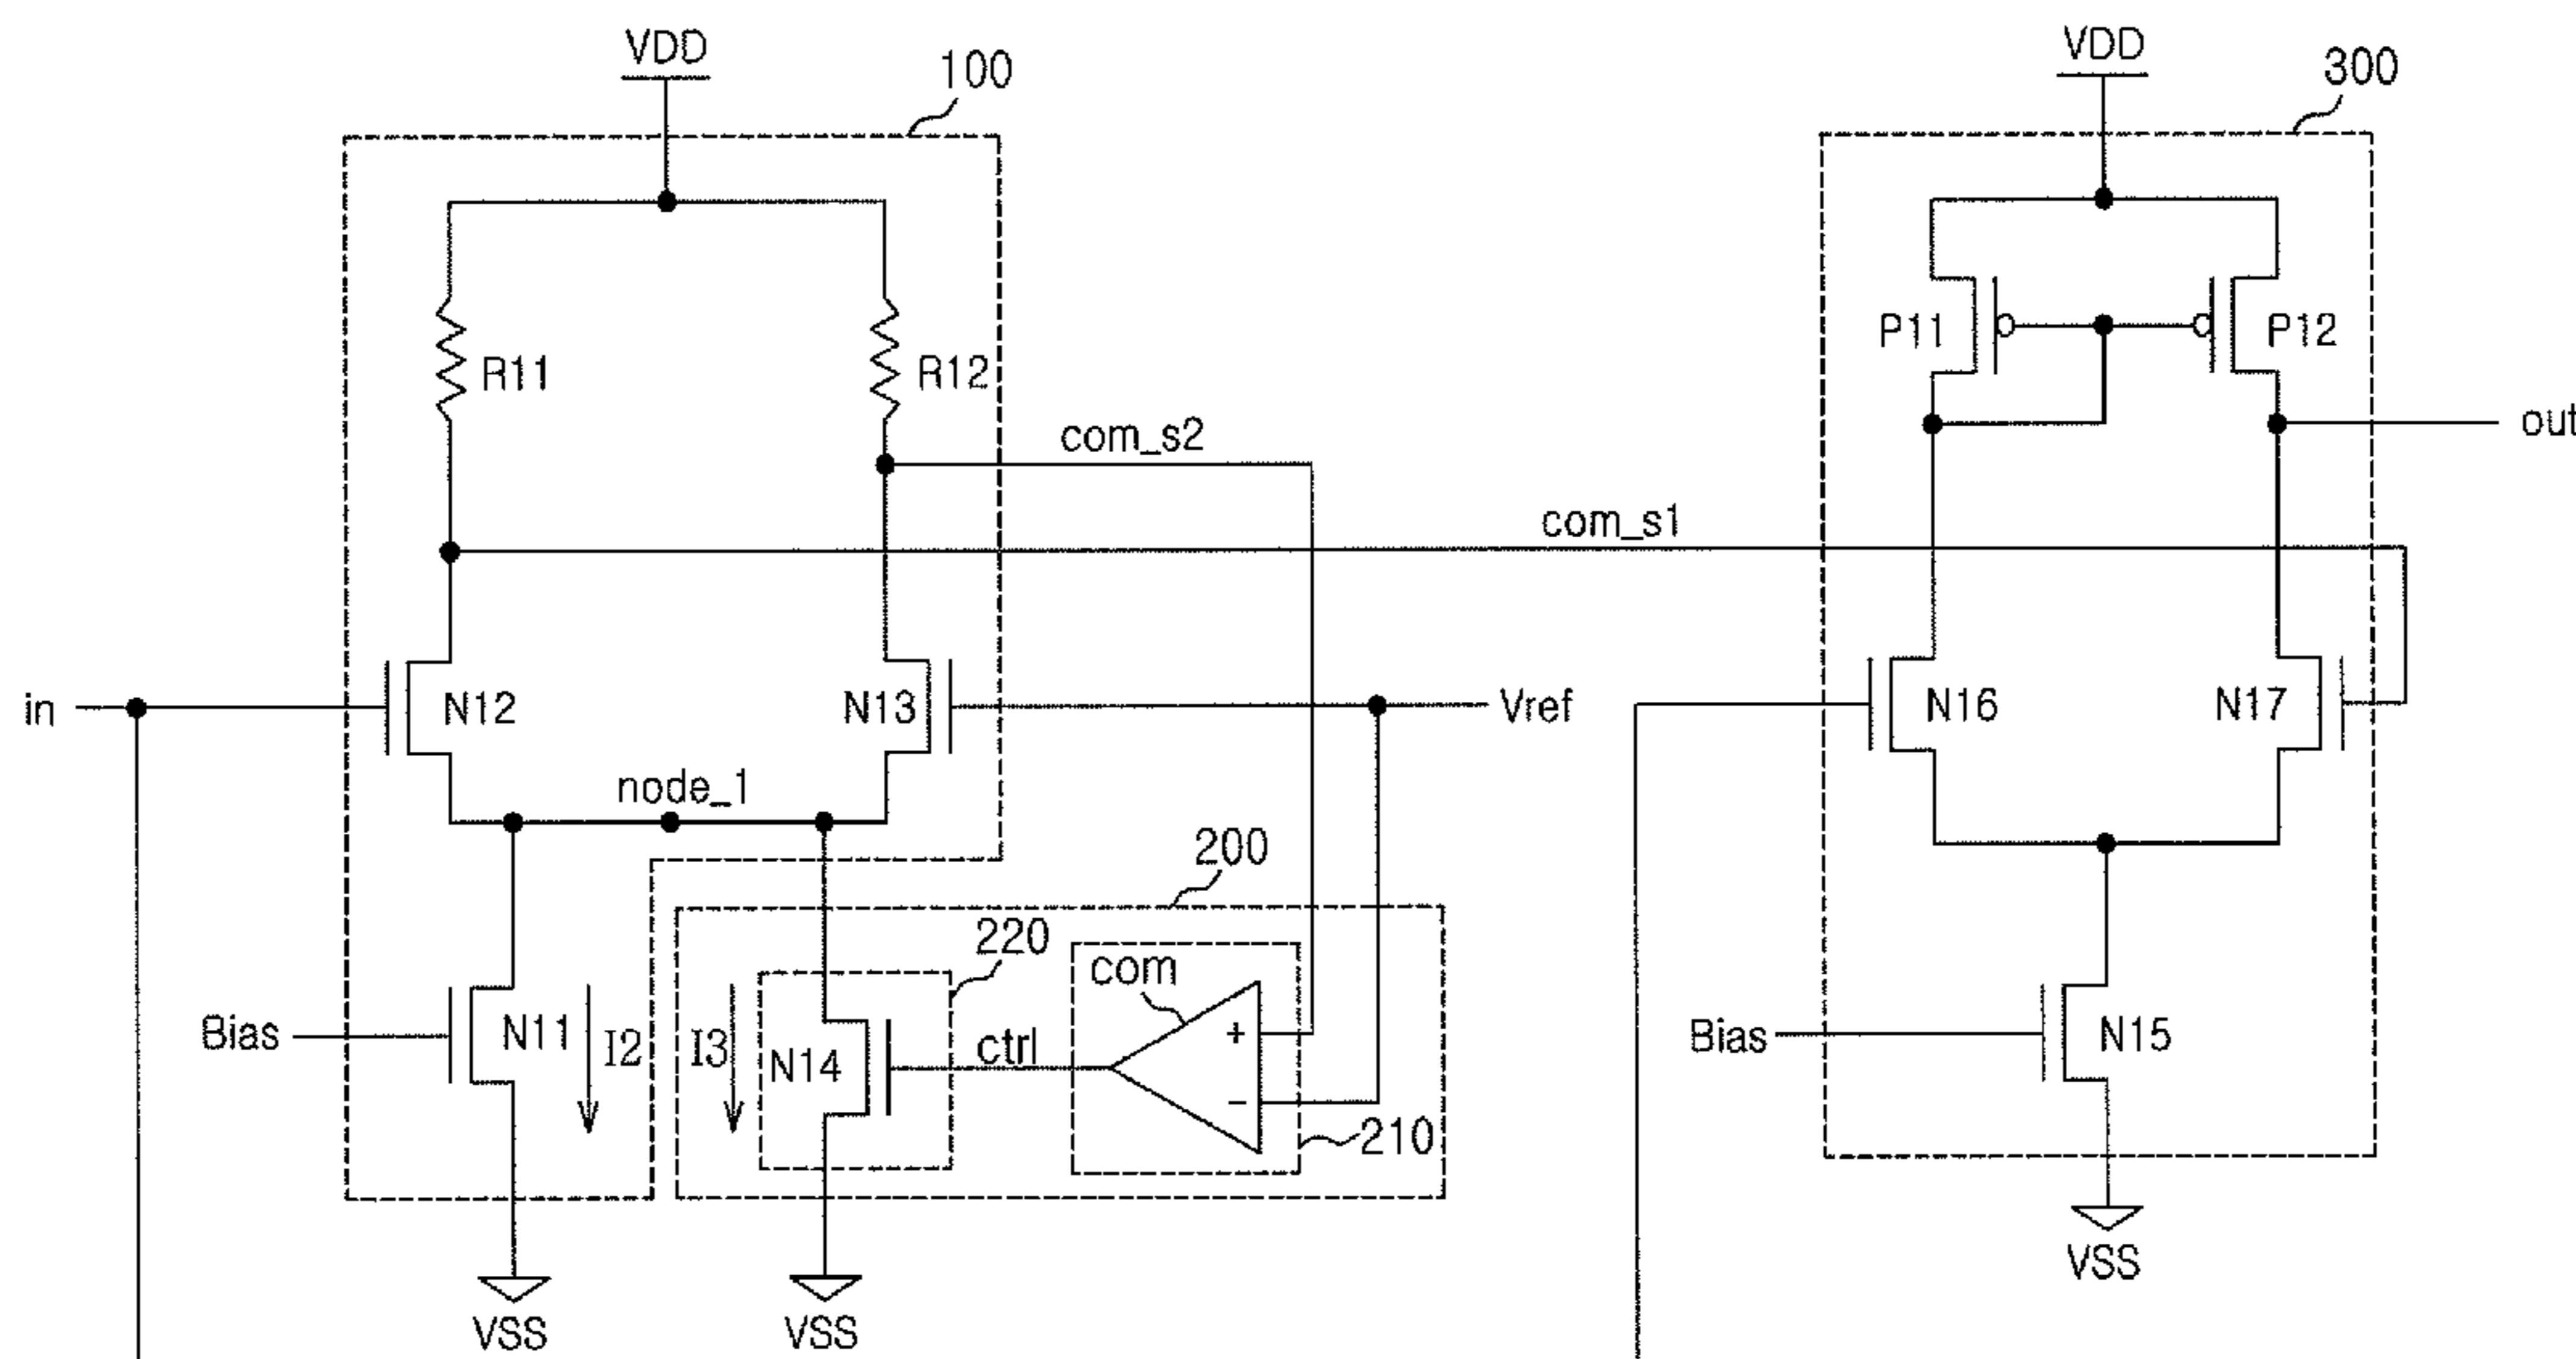 VDD
100
VDD
300
R11
R12
P11
P12
com_s2
out
com_s1
in
N12
N13
Vref
N16
N17
node_1
200
220
com
Bias
N11
I2
I3
N14
ctrl
+
-
210
Bias
N15
VSS
VSS
VSS